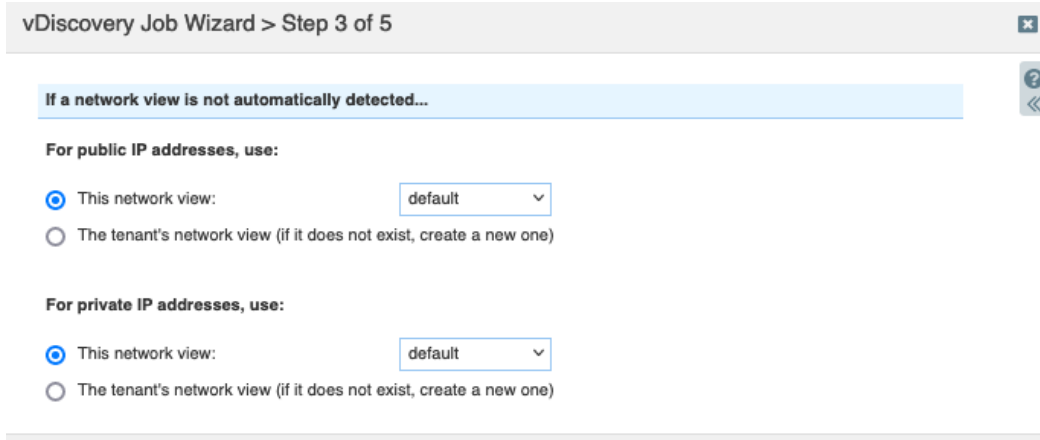 vDiscovery Job Wizard > Step 3 of 5
If a network view is not automatically detected...
For public IP addresses, use:
This network view: default
The tenant's network view (if it does not exist, create a new one)
For private IP addresses, use:
This network view: default
The tenant's network view (if it does not exist, create a new one)